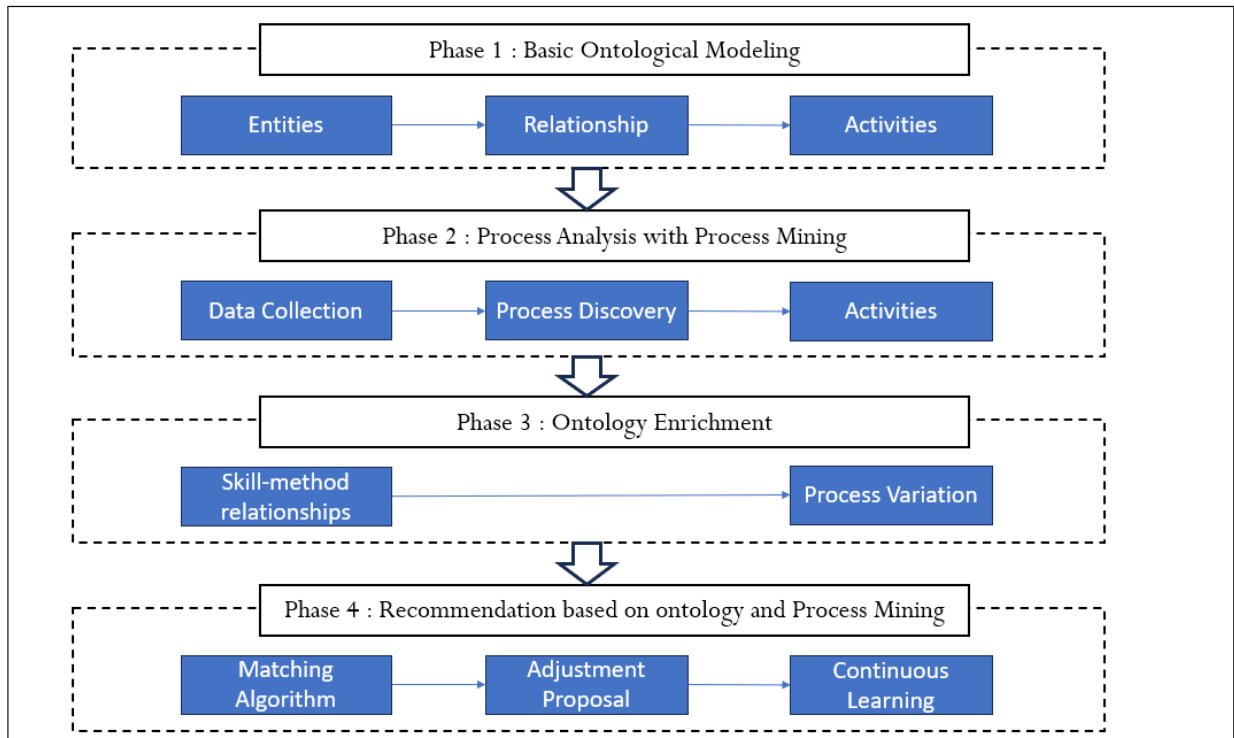 Phase 1 : Basic Ontological Modeling
Entities
Relationship
Activities
Phase 2 : Process Analysis with Process Mining
Data Collection
Process Discovery
Activities
Phase 3 : Ontology Enrichment
Skill-method
relationships
Process Variation
Phase 4 : Recommendation based on ontology and Process Mining
Matching
Algorithm
Adjustment
Proposal
Continuous
Learning